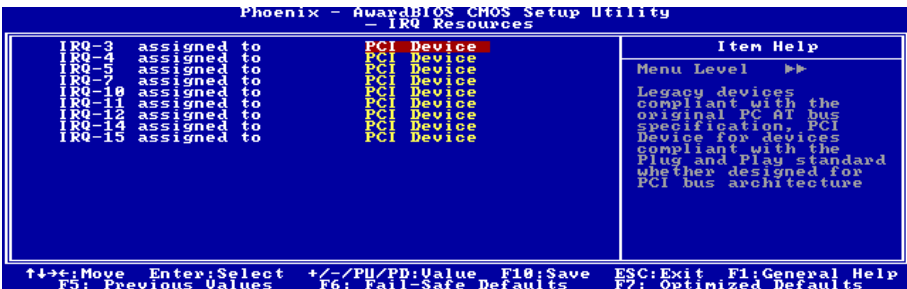 Phoenix - AwardBIOS CMOS Setup Utility
- IRQ Resources
IRQ-3 assigned to PCI Device
IRQ-4 assigned to PCI Device
IRQ-5 assigned to PCI Device
IRQ-7 assigned to PCI Device
IRQ-10 assigned to PCI Device
IRQ-11 assigned to PCI Device
IRQ-12 assigned to PCI Device
IRQ-14 assigned to PCI Device
IRQ-15 assigned to PCI Device
Item Help
Menu Level ►►
Legacy devices
compliant with the
original PC AT bus
specification, PCI
Device for devices
compliant with the
Plug and Play standard
whether designed for
PCI bus architecture
↑↓→←:Move Enter:Select +/-/PU/PD:Value F10:Save ESC:Exit F1:General Help
F5: Previous Values F6: Fail-Safe Defaults F7: Optimized Defaults